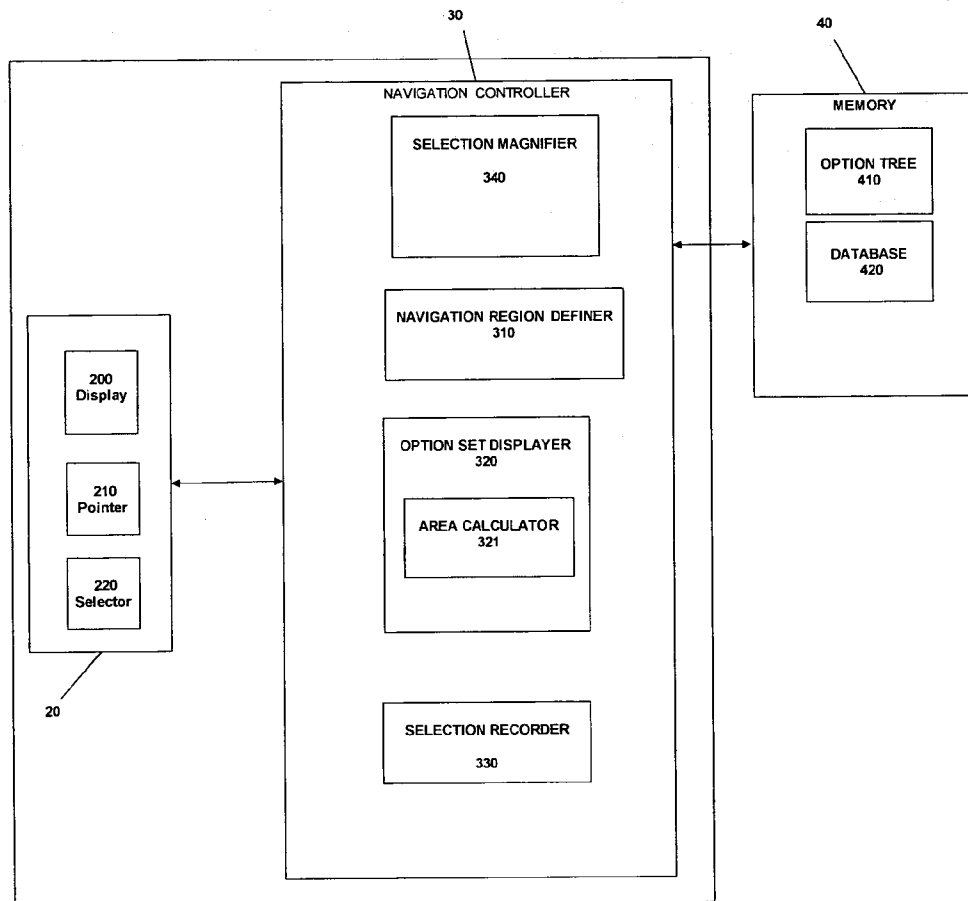 30
40
NAVIGATION CONTROLLER
SELECTION MAGNIFIER
340
NAVIGATION REGION DEFINER
310
OPTION SET DISPLAYER
320
AREA CALCULATOR
321
SELECTION RECORDER
330
MEMORY
OPTION TREE
410
DATABASE
420
200
Display
210
Pointer
220
Selector
20